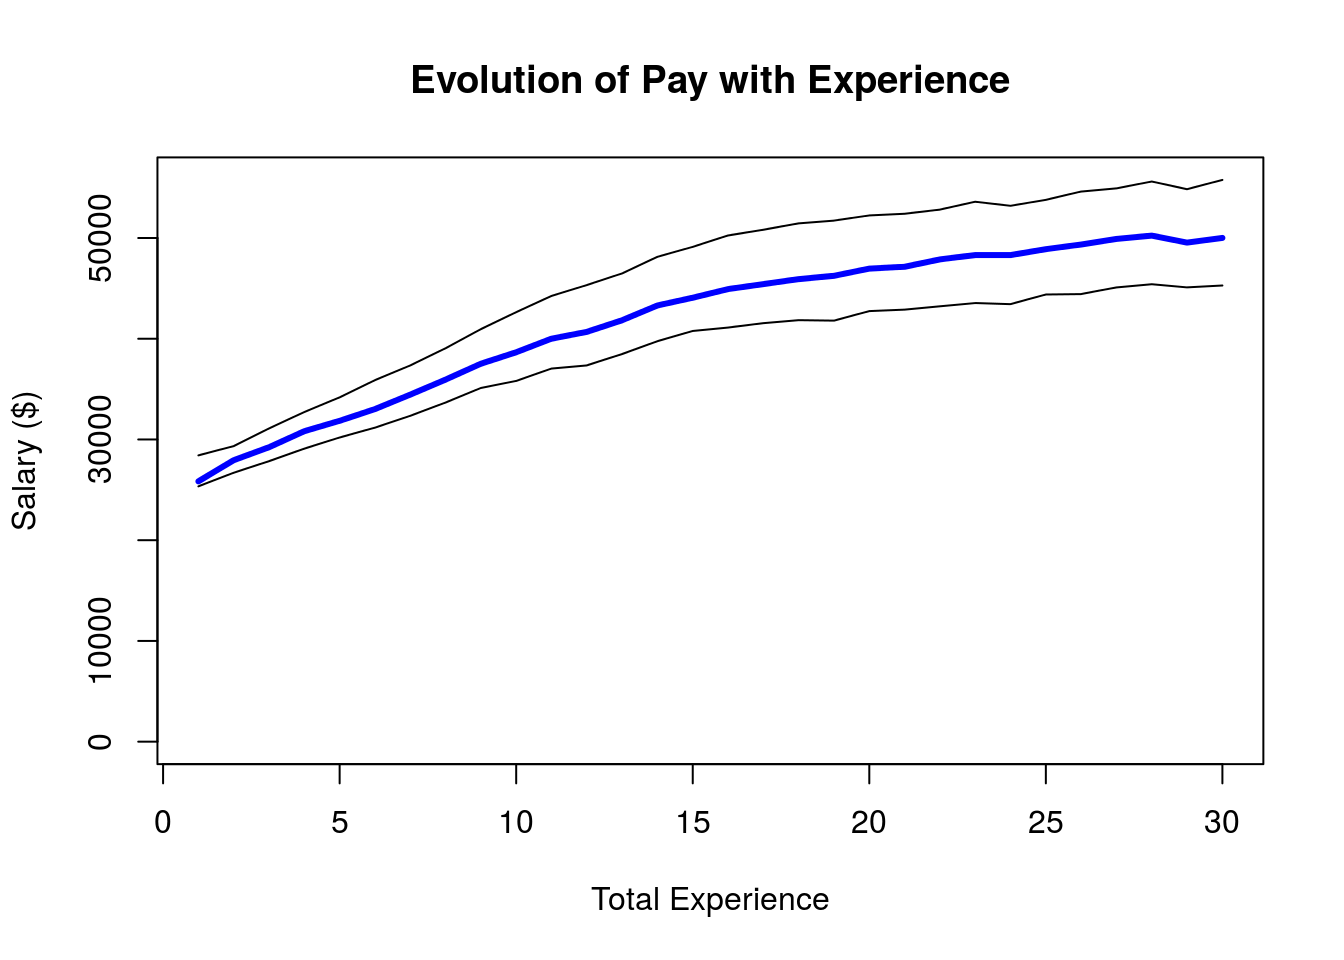 Evolution of Pay with Experience
Salary ($)
50000
30000
10000
0
0 5 10 15 20 25 30
Total Experience